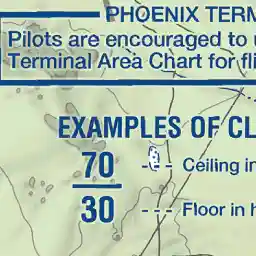 PHOENIX TERM
Pilots are encouraged to u
Terminal Area Chart for fli
EXAMPLES OF CL
70 --- Ceiling in
30 --- Floor in h